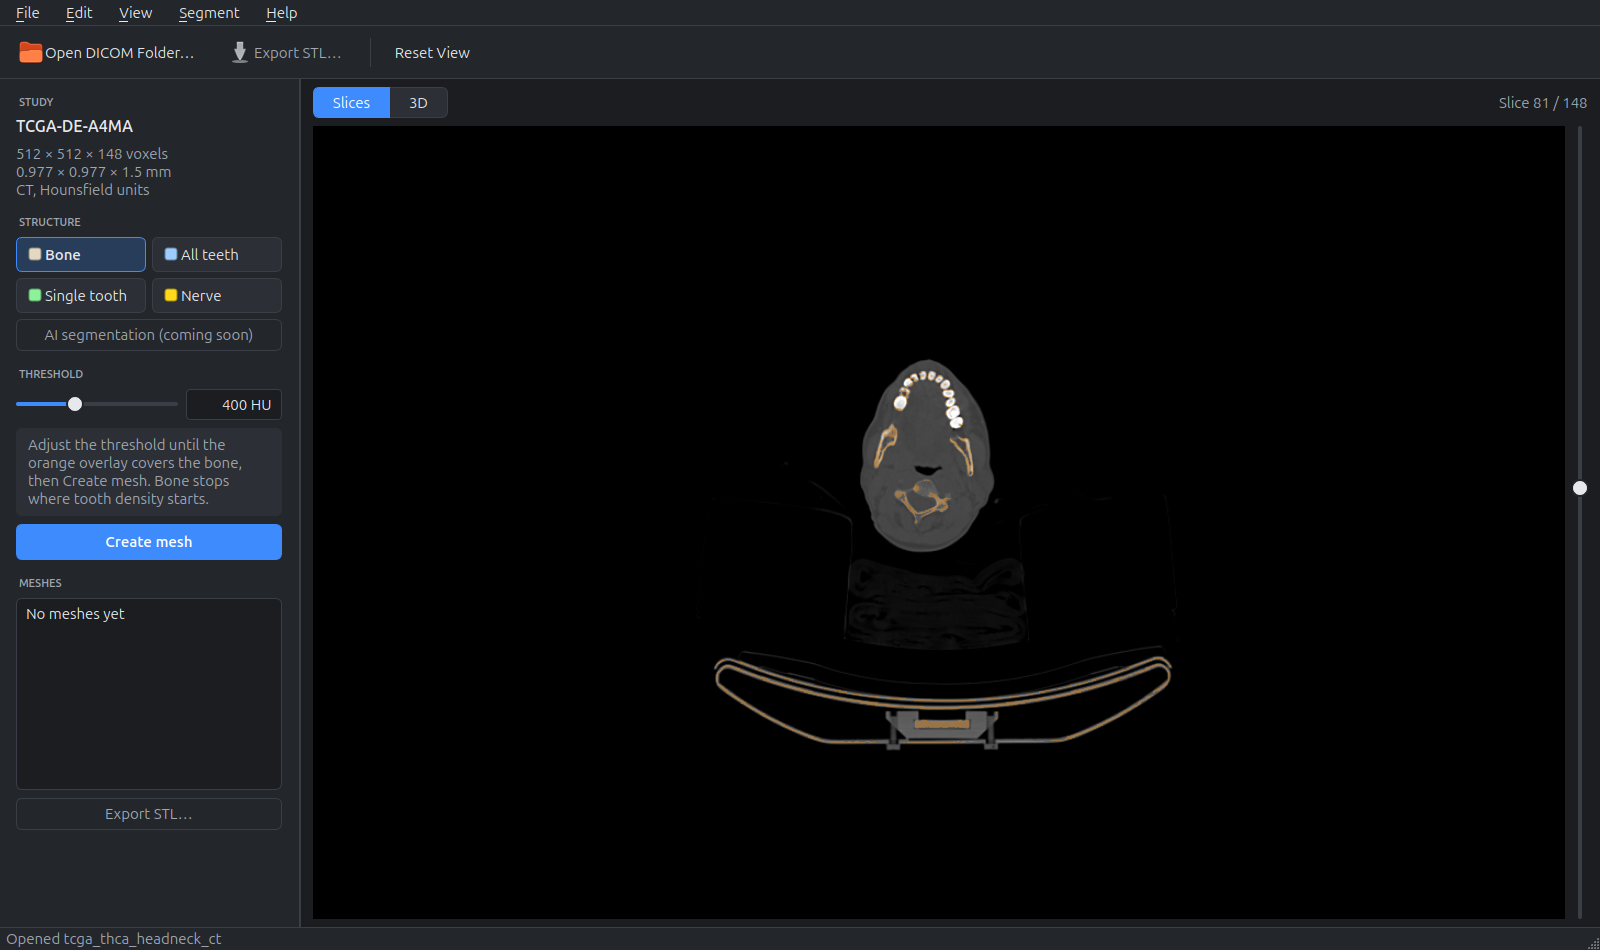 File Edit View Segment Help
Open DICOM Folder... Export STL... Reset View
STUDY
TCGA-DE-A4MA
512 × 512 × 148 voxels
0.977 × 0.977 × 1.5 mm
CT, Hounsfield units
STRUCTURE
Bone All teeth
Single tooth Nerve
AI segmentation (coming soon)
THRESHOLD
400 HU
Adjust the threshold until the
orange overlay covers the bone,
then Create mesh. Bone stops
where tooth density starts.
Create mesh
MESHES
No meshes yet
Export STL...
Slices 3D Slice 81 / 148
Opened tcga_thca_headneck_ct